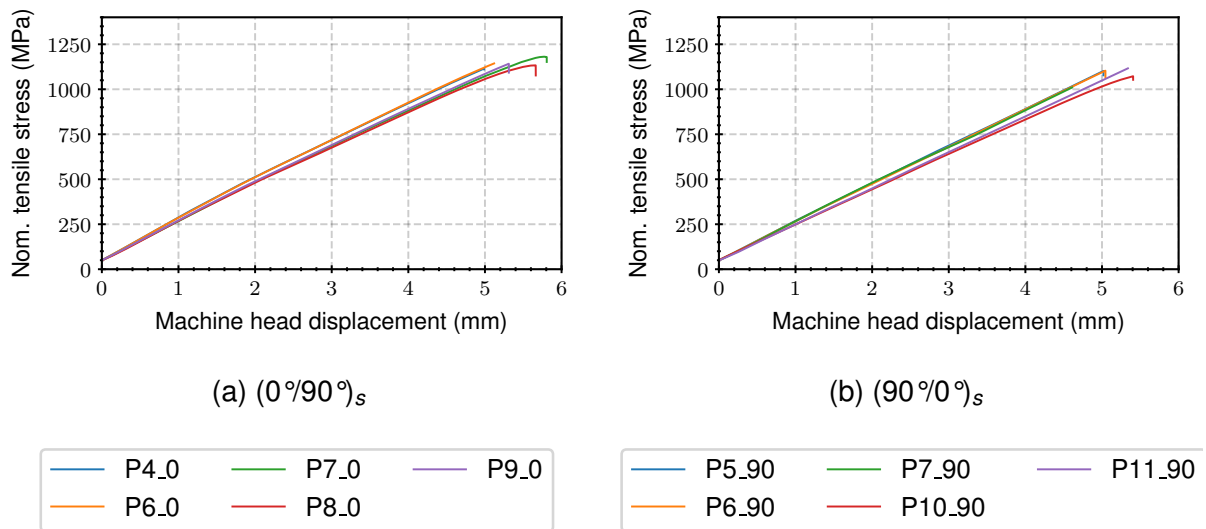 Nom. tensile stress (MPa)
1250
1000
750
500
250
0
0 1 2 3 4 5 6
Machine head displacement (mm)
(a) (0°/90°)s
P4_0 P7_0 P9_0
P6_0 P8_0
Nom. tensile stress (MPa)
1250
1000
750
500
250
0
0 1 2 3 4 5 6
Machine head displacement (mm)
(b) (90°/0°)s
P5_90 P7_90 P11_90
P6_90 P10_90